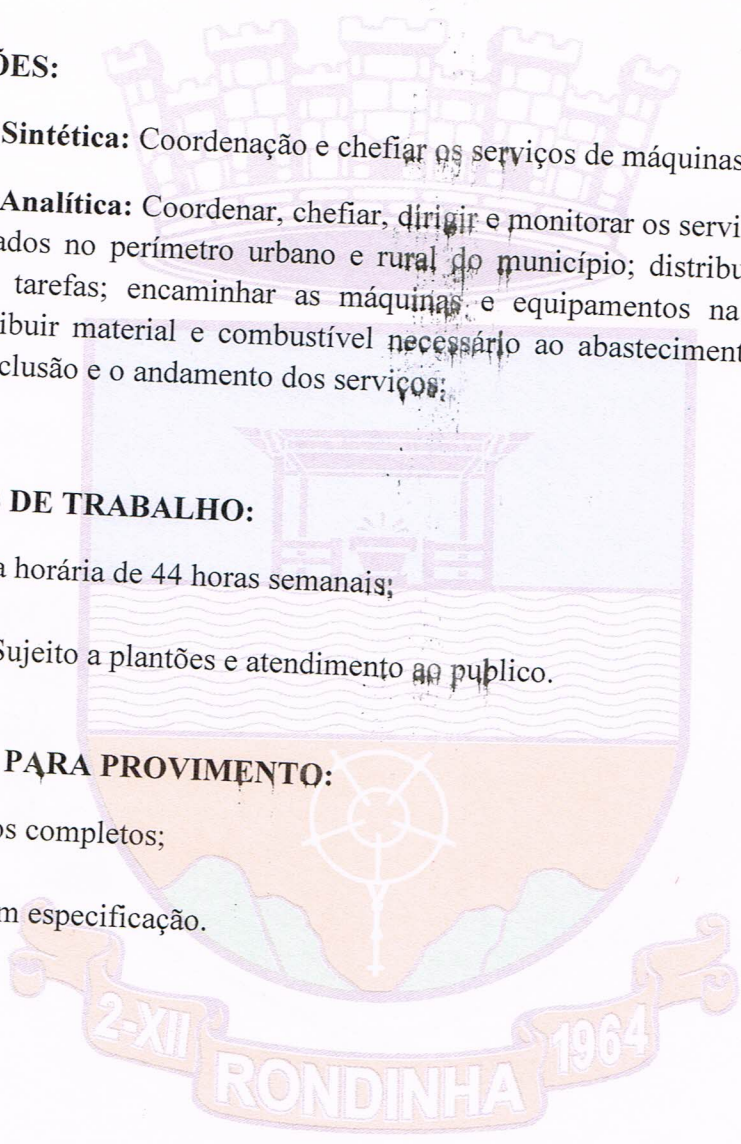 ÕES:
Sintética: Coordenação e chefiar os serviços de máquinas
Analítica: Coordenar, chefiar, dirigir e monitorar os servi
ados no perímetro urbano e rural do município; distribu
tarefas; encaminhar as máquinas e equipamentos na
ibuir material e combustível necessário ao abasteciment
clusão e o andamento dos serviços;
DE TRABALHO:
a horária de 44 horas semanais;
Sujeito a plantões e atendimento ao publico.
PARA PROVIMENTO:
os completos;
m especificação.
2-XII
RONDINHA
1964